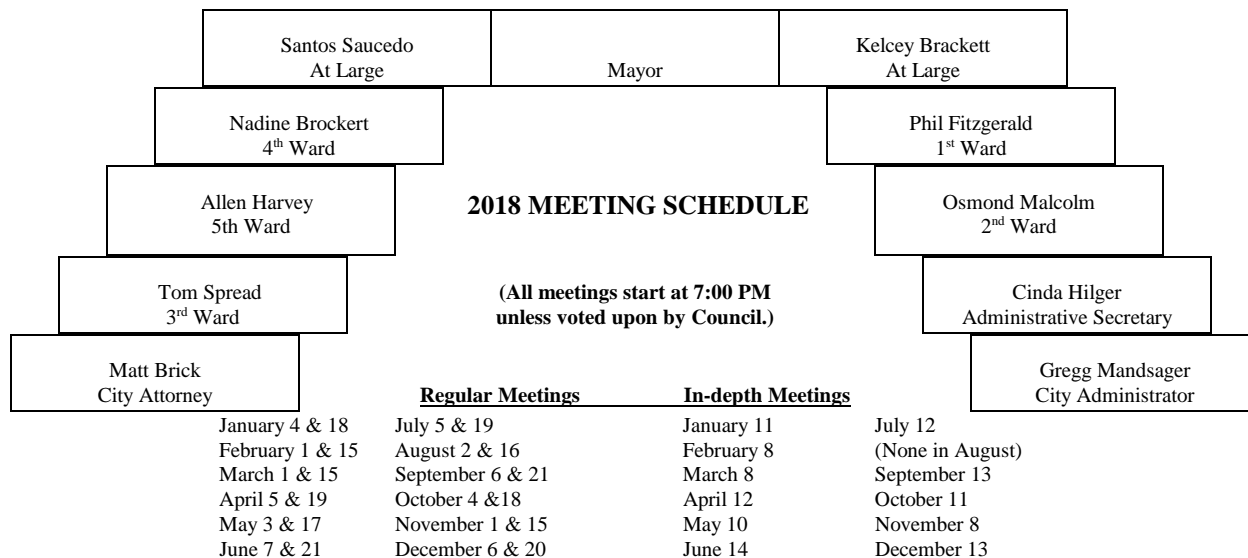 Santos Saucedo
At Large
Mayor
Kelcey Brackett
At Large
Nadine Brockert
4th Ward
Phil Fitzgerald
1st Ward
Allen Harvey
5th Ward
2018 MEETING SCHEDULE
Osmond Malcolm
2nd Ward
Tom Spread
3rd Ward
(All meetings start at 7:00 PM
unless voted upon by Council.)
Cinda Hilger
Administrative Secretary
Matt Brick
City Attorney
Gregg Mandsager
City Administrator
Regular Meetings In-depth Meetings
January 4 & 18 July 5 & 19 January 11 July 12
February 1 & 15 August 2 & 16 February 8 (None in August)
March 1 & 15 September 6 & 21 March 8 September 13
April 5 & 19 October 4 &18 April 12 October 11
May 3 & 17 November 1 & 15 May 10 November 8
June 7 & 21 December 6 & 20 June 14 December 13